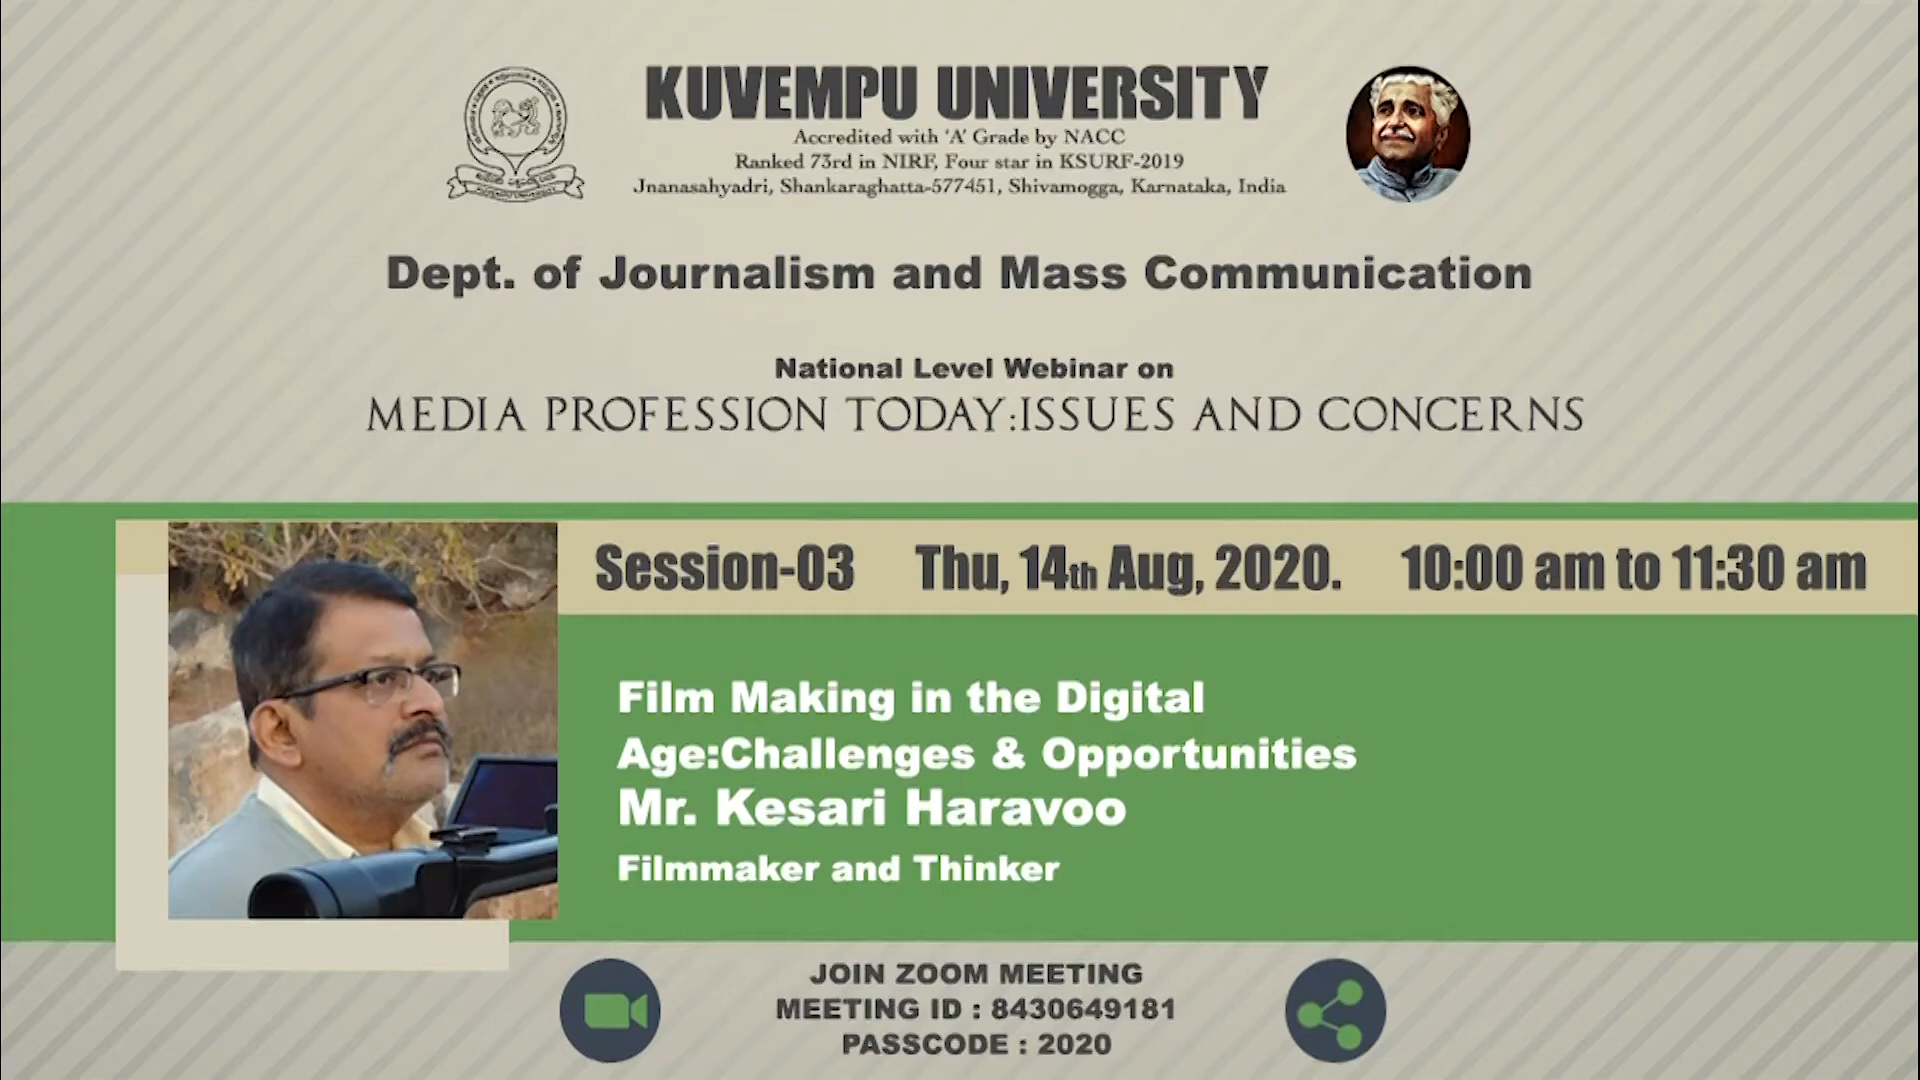 KUVEMPU UNIVERSITY
Accredited with 'A' Grade by NACC
Ranked 73rd in NIRF, Four star in KSURF-2019
Jnanasahyadri, Shankaraghatta-577451, Shivamogga, Karnataka, India
Dept. of Journalism and Mass Communication
National Level Webinar on
MEDIA PROFESSION TODAY:ISSUES AND CONCERNS
Session-03 Thu, 14th Aug, 2020. 10:00 am to 11:30 am
Film Making in the Digital
Age:Challenges & Opportunities
Mr. Kesari Haravoo
Filmmaker and Thinker
JOIN ZOOM MEETING
MEETING ID : 8430649181
PASSCODE : 2020